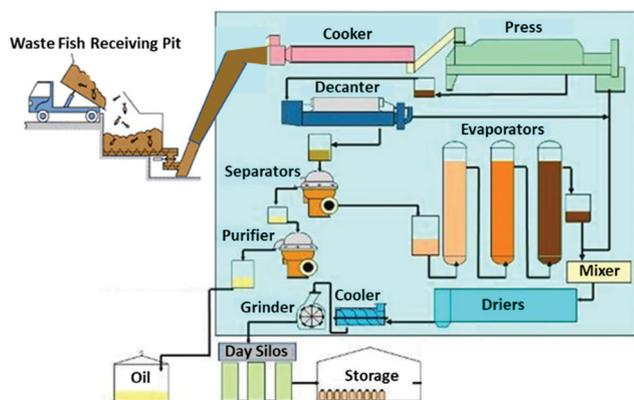 Waste Fish Receiving Pit
Cooker
Press
Decanter
Evaporators
Separators
Purifier
Mixer
Grinder
Cooler
Driers
Day Silos
Oil
Storage